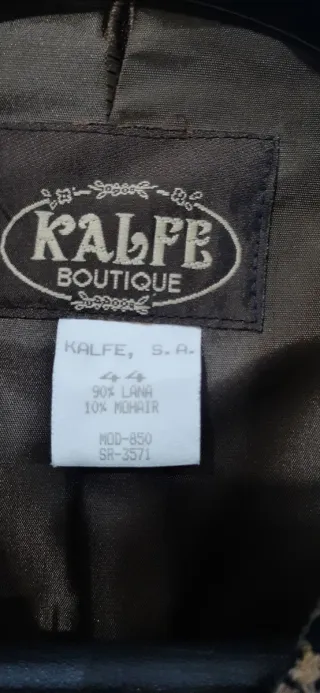 KALFE
BOUTIQUE
KALFE, S.A.
44
90% LANA
10% MOHAIR
MOD-850
SR-3571